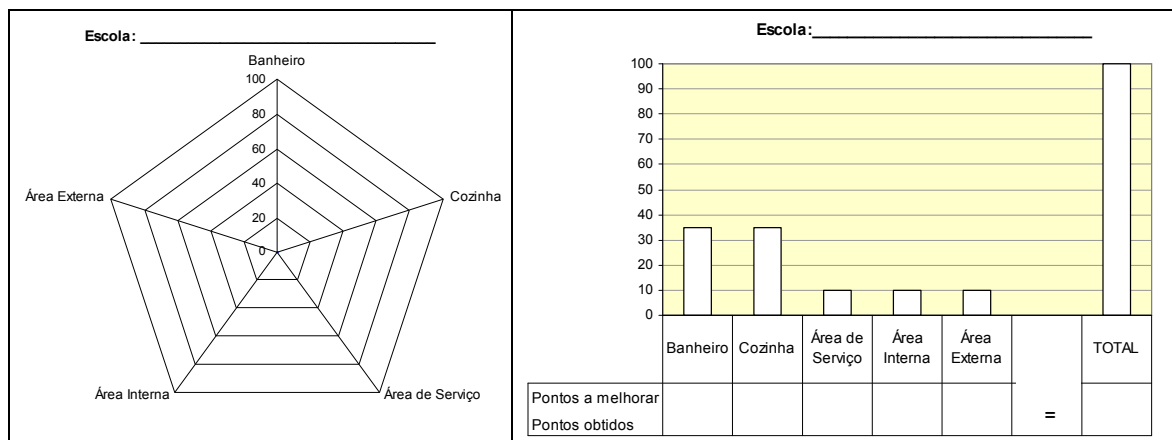 Escola: ______________________________
Banheiro
100
80
60
40
20
0
Área Externa
Cozinha
Área Interna
Área de Serviço
Escola:______________________________
100
90
80
70
60
50
40
30
20
10
0
Banheiro
Cozinha
Área de
Serviço
Área
Interna
Área
Externa
TOTAL
Pontos a melhorar
Pontos obtidos
=